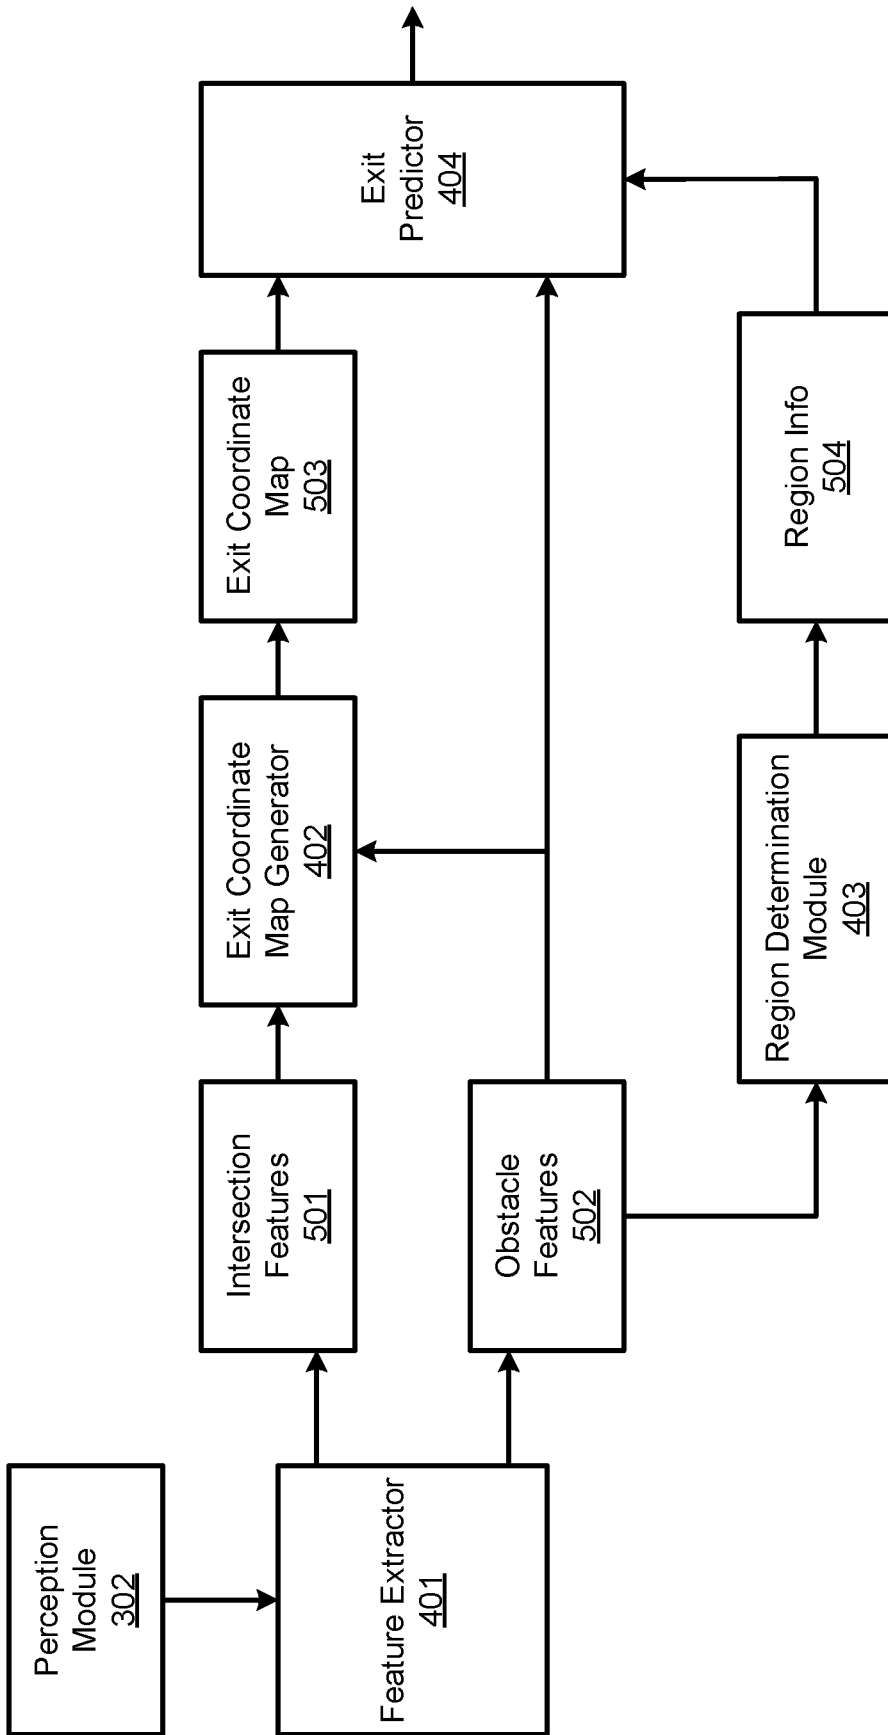 Perception
Module
302
Feature Extractor
401
Intersection
Features
501
Obstacle
Features
502
Exit Coordinate
Map Generator
402
Region Determination
Module
403
Exit Coordinate
Map
503
Region Info
504
Exit
Predictor
404